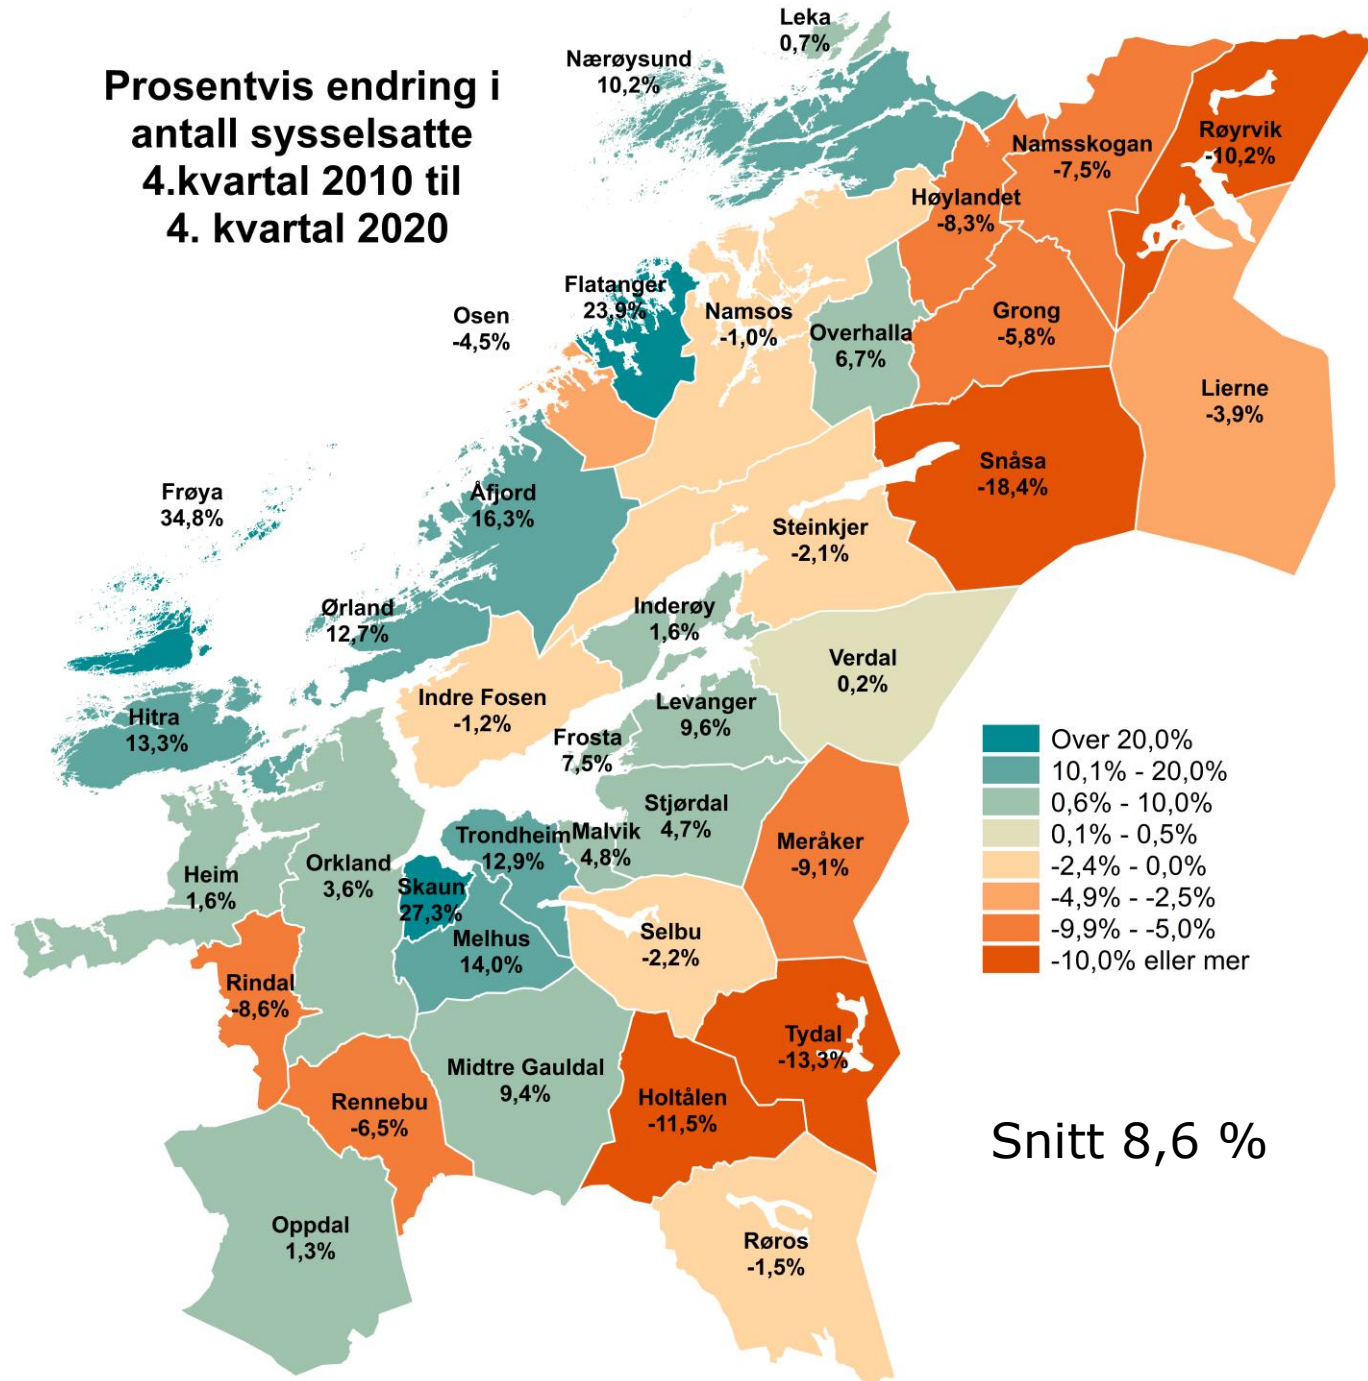 Prosentvis endring i
antall sysselsatte
4.kvartal 2010 til
4. kvartal 2020
Leka
0,7%
Nærøysund
10,2%
Røyrvik
-10,2%
Namsskogan
-7,5%
Høylandet
-8,3%
Flatanger
23,9%
Osen
-4,5%
Namsos
-1,0%
Overhalla
6,7%
Grong
-5,8%
Lierne
-3,9%
Snåsa
-18,4%
Frøya
34,8%
Åfjord
16,3%
Steinkjer
-2,1%
Ørland
12,7%
Inderøy
1,6%
Verdal
0,2%
Indre Fosen
-1,2%
Levanger
9,6%
Hitra
13,3%
Frosta
7,5%
Stjørdal
4,7%
Trondheim
12,9%
Malvik
4,8%
Meråker
-9,1%
Heim
1,6%
Orkland
3,6%
Skaun
27,3%
Melhus
14,0%
Selbu
-2,2%
Rindal
-8,6%
Tydal
-13,3%
Midtre Gauldal
9,4%
Holtålen
-11,5%
Rennebu
-6,5%
Oppdal
1,3%
Røros
-1,5%
Over 20,0%
10,1% - 20,0%
0,6% - 10,0%
0,1% - 0,5%
-2,4% - 0,0%
-4,9% - -2,5%
-9,9% - -5,0%
-10,0% eller mer
Snitt 8,6 %